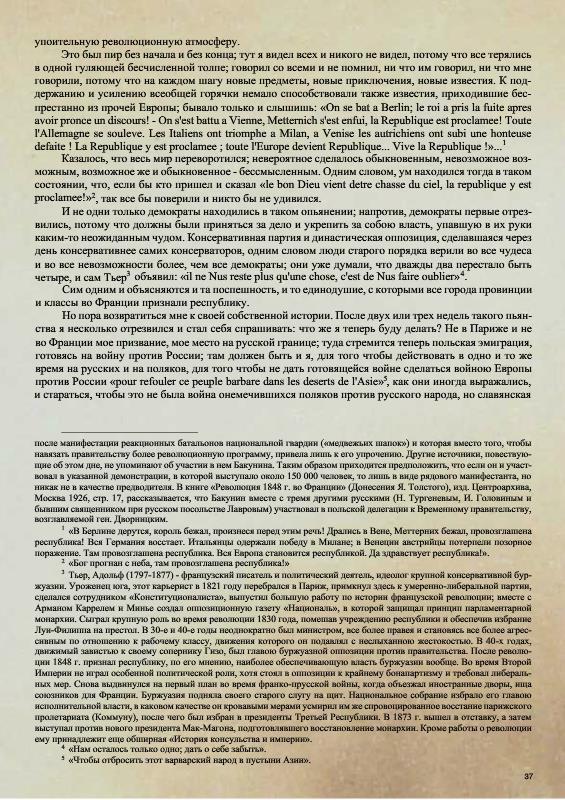 упоительную революционную атмосферу.
Это был пир без начала и без конца; тут я видел всех и никого не видел, потому что все терялись
в одной гуляющей бесчисленной толпе; говорил со всеми и не помнил, ни что им говорил, ни что мне
говорили, потому что на каждом шагу новые предметы, новые приключения, новые известия. К под-
держанию и усилению всеобщей горячки немало способствовали также известия, приходившие бес-
престанно из прочей Европы; бывало только и слышишь: «On se bat a Berlin; le roi a pris la fuite apres
avoir pronce un discours! - On s'est battu a Vienne, Metternich s'est enfui, la Republique est proclamee! Toute
l'Allemagne se souleve. Les Italiens ont triomphe a Milan, a Venise les autrichiens ont subi une honteuse
defaite ! La Republique y est proclamee ; toute l'Europe devient Republique... Vive la Republique !»...1
Казалось, что весь мир переворотился; невероятное сделалось обыкновенным, невозможное воз-
можным, возможное же и обыкновенное - бессмысленным. Одним словом, ум находился тогда в таком
состоянии, что, если бы кто пришел и сказал «le bon Dieu vient detre chasse du ciel, la republique y est
proclamee!»2, так все бы поверили и никто бы не удивился.
И не одни только демократы находились в таком опьянении; напротив, демократы первые отрез-
вились, потому что должны были приняться за дело и укрепить за собою власть, упавшую в их руки
каким-то неожиданным чудом. Консервативная партия и династическая оппозиция, сделавшаяся через
день консервативнее самих консерваторов, одним словом люди старого порядка верили во все чудеса
и во все невозможности более, чем все демократы; они уже думали, что дважды два перестало быть
четыре, и сам Тьер3 объявил: «il ne Nus reste plus qu'une chose, c'est de Nus faire oublier»4.
Сим одним и объясняются и та поспешность, и то единодушие, с которыми все города провинции
и классы во Франции признали республику.
Но пора возвратиться мне к своей собственной истории. После двух или трех недель такого пьян-
ства я несколько отрезвился и стал себя спрашивать: что же я теперь буду делать? Не в Париже и не
во Франции мое призвание, мое место на русской границе; туда стремится теперь польская эмиграция,
готовясь на войну против России; там должен быть и я, для того чтобы действовать в одно и то же
время на русских и на поляков, для того чтобы не дать готовящейся войне сделаться войною Европы
против России «pour refouler ce peuple barbare dans les deserts de l'Asie»5, как они иногда выражались,
и стараться, чтобы это не была война онемечившихся поляков против русского народа, но славянская
после манифестации реакционных батальонов национальной гвардии («медвежьих шапок») и которая вместо того, чтобы
навязать правительству более революционную программу, привела лишь к его упрочению. Другие источники, повествую-
щие об этом дне, не упоминают об участии в нем Бакунина. Таким образом приходится предположить, что если он и участ-
вовал в указанной демонстрации, в которой выступало около 150 000 человек, то лишь в виде рядового манифестанта, но
никак не в качестве предводителя. В книге «Революция 1848 г. во Франции» (Донесения Я. Толстого), изд. Центроархива,
Москва 1926, стр. 17, рассказывается, что Бакунин вместе с тремя другими русскими (Н. Тургеневым, И. Головиным и
бывшим священником при русском посольстве Лавровым) участвовал в польской делегации к Временному правительству,
возглавляемой ген. Дворницким.
1 «В Берлине дерутся, король бежал, произнеся перед этим речь! Дрались в Вене, Меттерних бежал, провозглашена
республика! Вся Германия восстает. Итальянцы одержали победу в Милане; в Венеции австрийцы потерпели позорное
поражение. Там провозглашена республика. Вся Европа становится республикой. Да здравствует республика!».
2 «Бог прогнан с неба, там провозглашена республика!»
3 Тьер, Адольф (1797-1877) - французский писатель и политический деятель, идеолог крупной консервативной бур-
жуазии. Уроженец юга, этот карьерист в 1821 году перебрался в Париж, примкнул здесь к умеренно-либеральной партии,
сделался сотрудником «Конституционалиста», выпустил большую работу по истории французской революции; вместе с
Арманом Каррелем и Минье создал оппозиционную газету «Националь», в которой защищал принцип парламентарной
монархии. Сыграл крупную роль во время революции 1830 года, помешав учреждению республики и обеспечив избрание
Луи-Филиппа на престол. В 30-е и 40-е годы неоднократно был министром, все более правея и становясь все более агрес-
сивным по отношению к рабочему классу, движения которого он подавлял с неслыханною жестокостью. В 40-х годах,
движимый завистью к своему сопернику Гизо, был главою буржуазной оппозиции против правительства. После револю-
ции 1848 г. признал республику, по его мнению, наиболее обеспечивающую власть буржуазии вообще. Во время Второй
Империи не играл особенной политической роли, хотя стоял в оппозиции к крайнему бонапартизму и требовал либераль-
ных мер. Снова выдвинулся на первый план во время франко-прусской войны, когда объезжал иностранные дворы, ища
союзников для Франции. Буржуазия подняла своего старого слугу на щит. Национальное собрание избрало его главою
исполнительной власти, в каковом качестве он кровавыми мерами усмирил им же спровоцированное восстание парижского
пролетариата (Коммуну), после чего был избран в президенты Третьей Республики. В 1873 г. вышел в отставку, а затем
выступал против нового президента Мак-Магона, подготовлявшего восстановление монархии. Кроме работы о революции
ему принадлежит еще обширная «История консульства и империи».
4 «Нам осталось только одно; дать о себе забыть».
5 «Чтобы отбросить этот варварский народ в пустыни Азии».
37